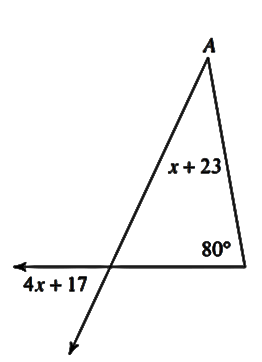 A
x + 23
80°
4x + 17